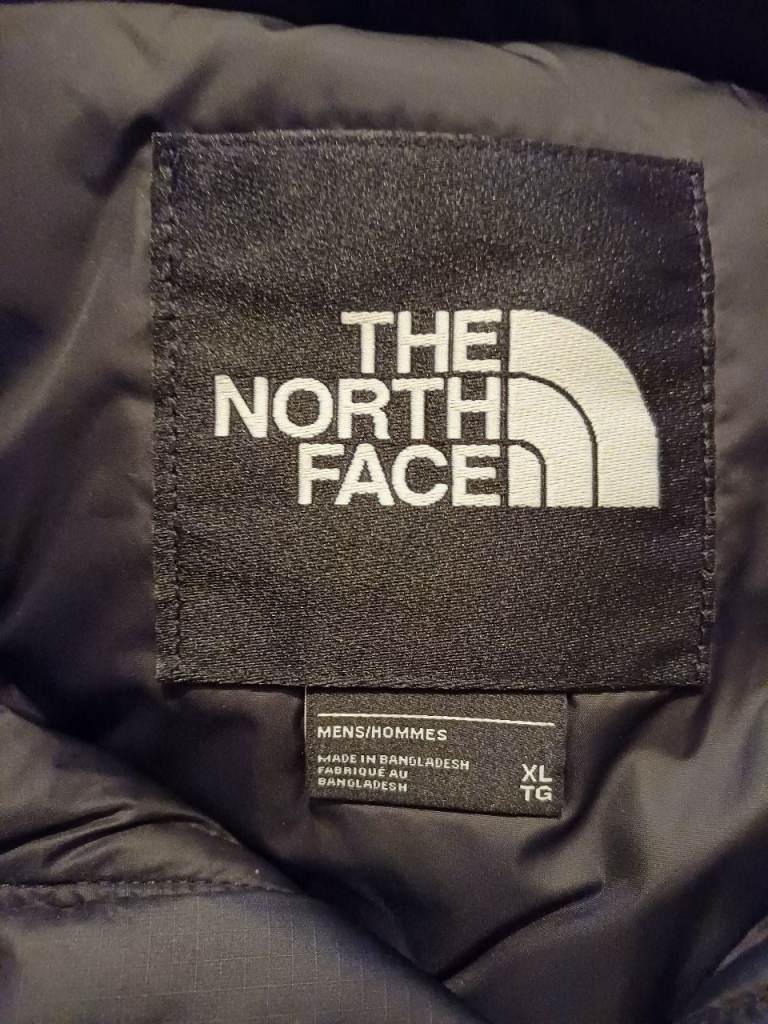 THE
NORTH
FACE
MENS/HOMMES
MADE IN BANGLADESH
FABRIQUÉ AU
BANGLADESH
XL
TG